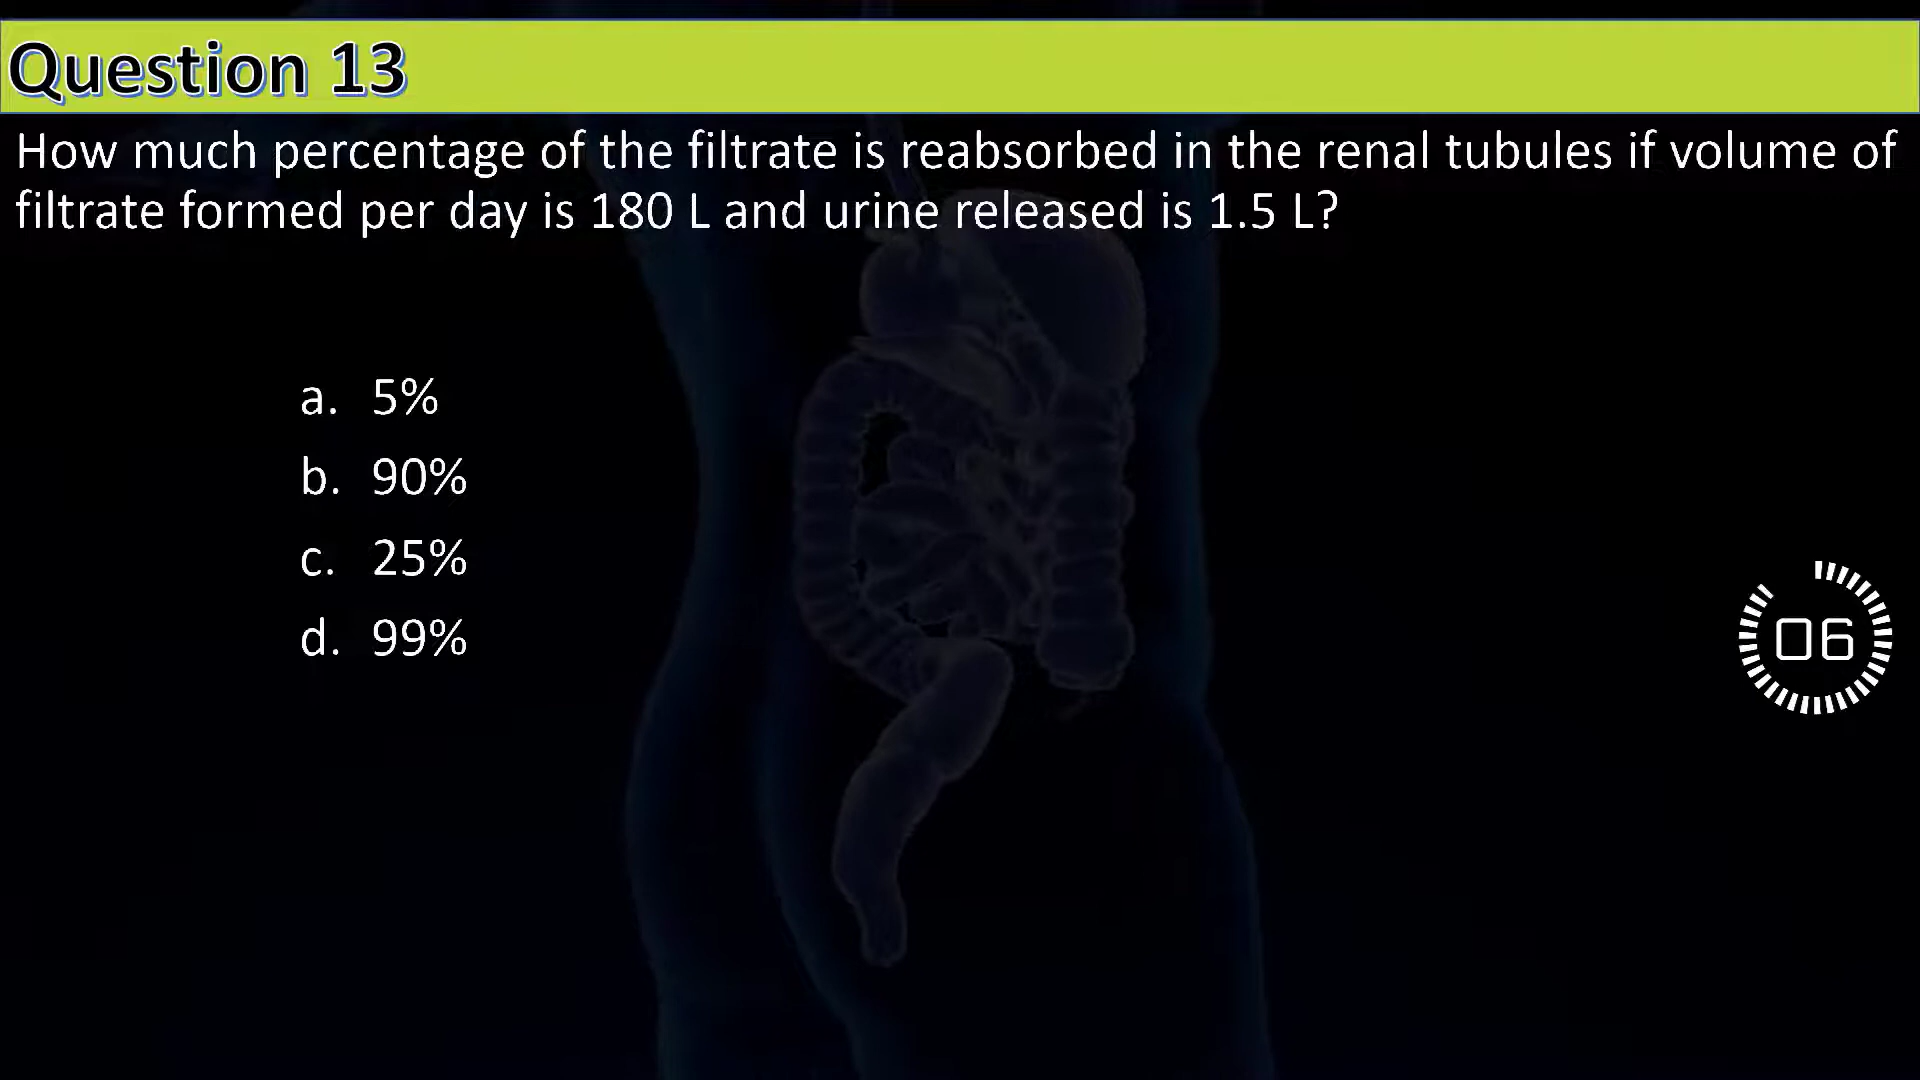 Question 13
How much percentage of the filtrate is reabsorbed in the renal tubules if volume of
filtrate formed per day is 180 L and urine released is 1.5 L?
a. 5%
b. 90%
c. 25%
d. 99%
06